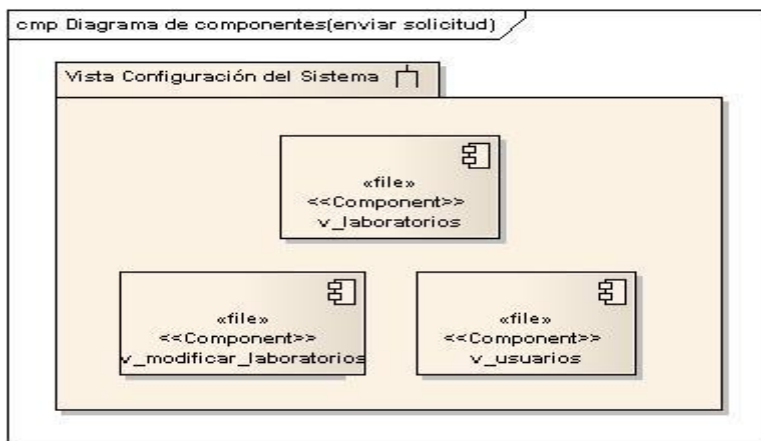 cmp Diagrama de componentes(enviar solicitud)
Vista Configuración del Sistema
«file»
<<Component>>
v_laboratorios
«file»
<<Component>>
v_modificar_laboratorios
«file»
<<Component>>
v_usuarios